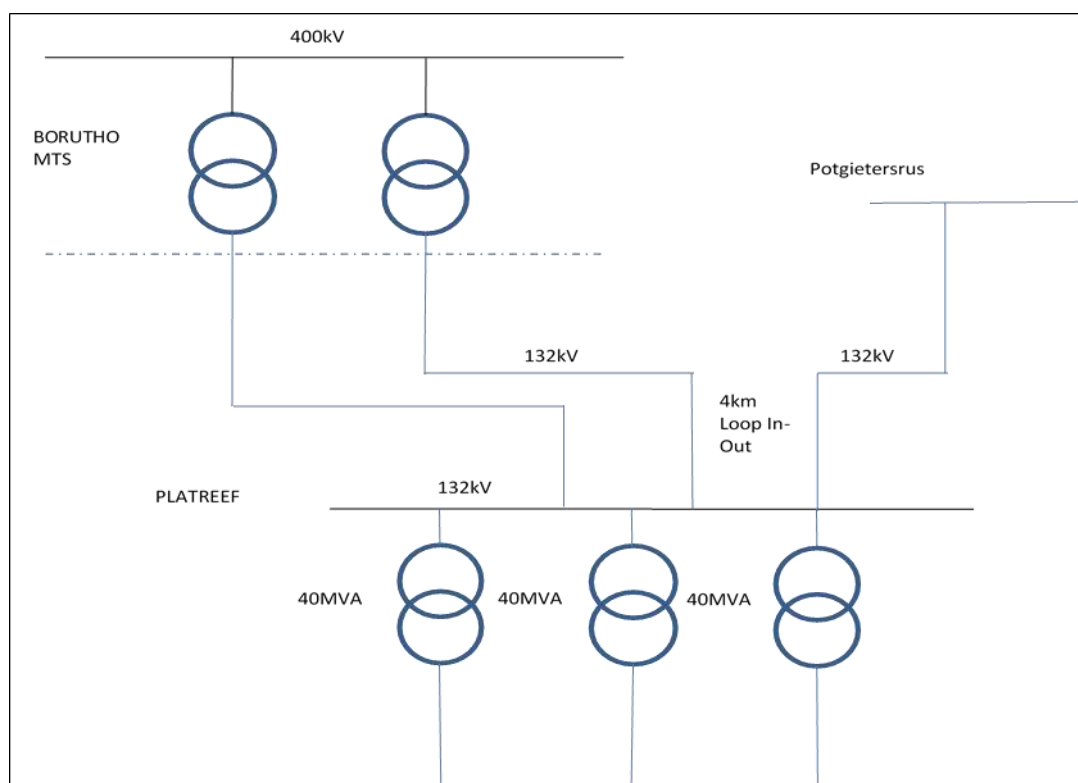 400kV
BORUTHO
MTS
Potgietersrus
132kV
132kV
4km
Loop In-
Out
PLATREEF
132kV
40MVA
40MVA
40MVA